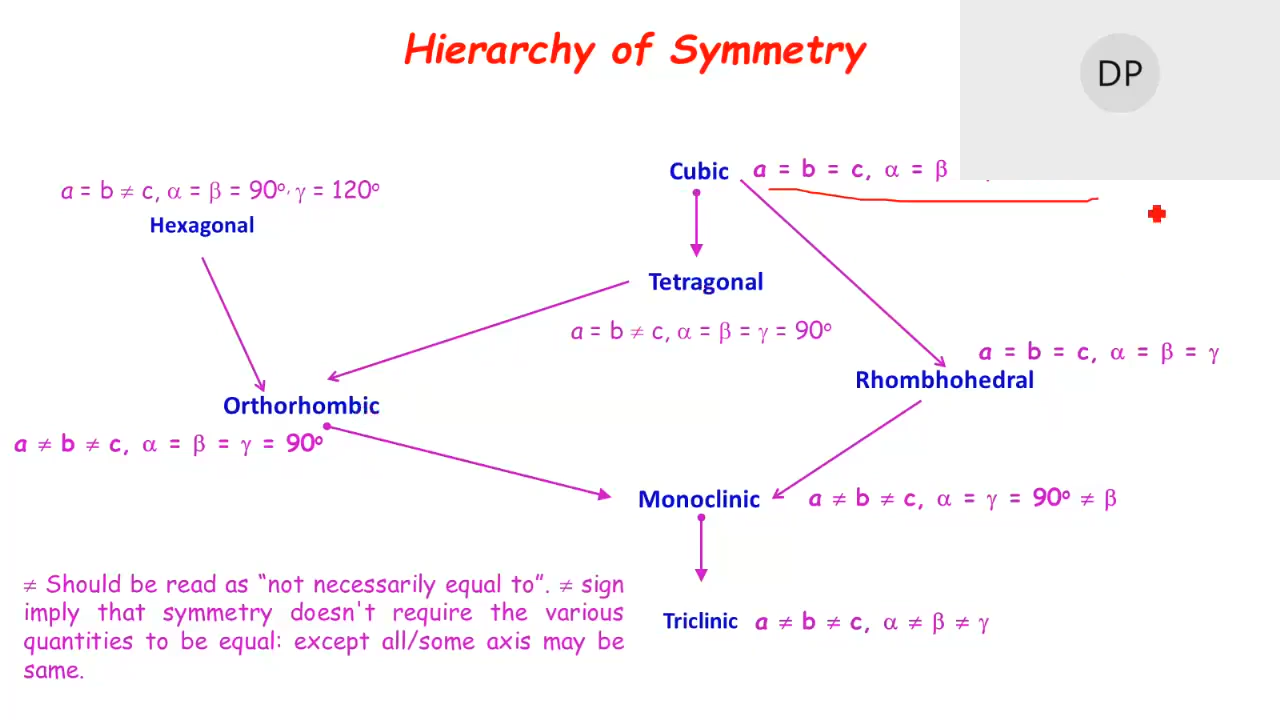 Hierarchy of Symmetry
DP
Cubic a = b = c, α = β
a = b ≠ c, α = β = 90°, γ = 120°
Hexagonal
Tetragonal
a = b ≠ c, α = β = γ = 90°
a = b = c, α = β = γ
Rhombhohedral
Orthorhombic
a ≠ b ≠ c, α = β = γ = 90°
Monoclinic a ≠ b ≠ c, α = γ = 90° ≠ β
≠ Should be read as “not necessarily equal to”. ≠ sign
imply that symmetry doesn't require the various
quantities to be equal: except all/some axis may be
same.
Triclinic a ≠ b ≠ c, α ≠ β ≠ γ